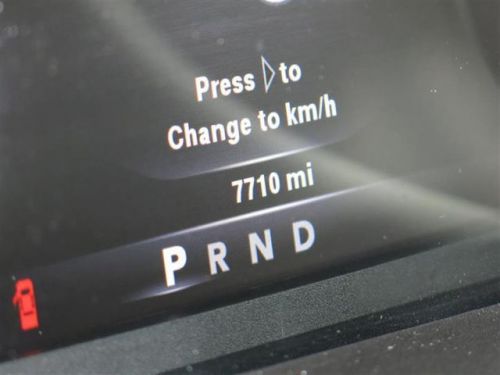 Press ▷ to
Change to km/h
7710 mi
P R N D